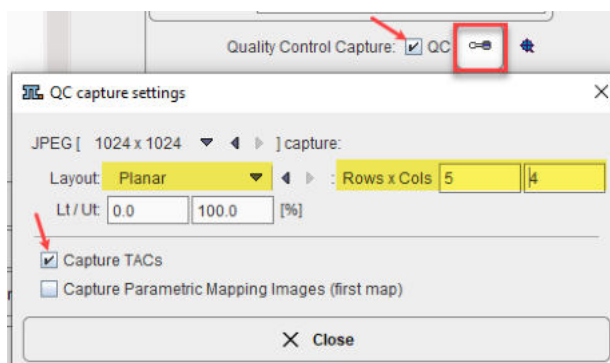 Quality Control Capture: QC
QC capture settings
JPEG [ 1024 x 1024 ] capture:
Layout: Planar : Rows x Cols 5 4
Lt / Ut: 0.0 100.0 [%]
Capture TACs
Capture Parametric Mapping Images (first map)
Close